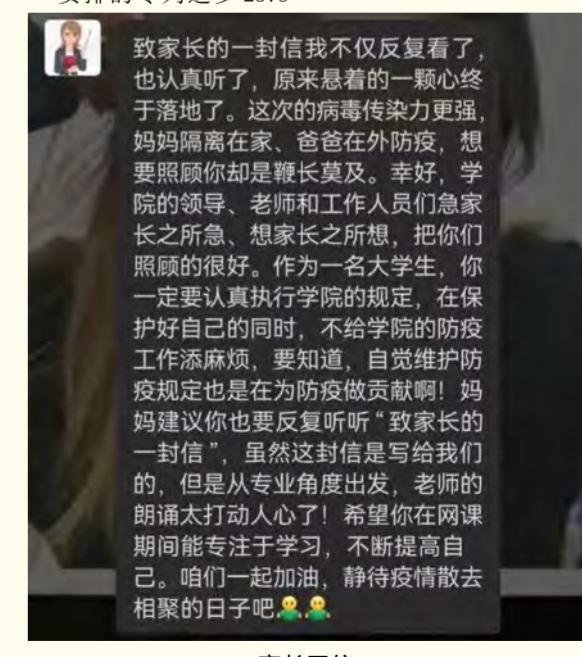 致家长的一封信我不仅反复看了，
也认真听了，原来悬着的一颗心终
于落地了。这次的病毒传染力更强，
妈妈隔离在家、爸爸在外防疫，想
要照顾你却是鞭长莫及。幸好，学
院的领导、老师和工作人员们急家
长之所急、想家长之所想，把你们
照顾的很好。作为一名大学生，你
一定要认真执行学院的规定，在保
护好自己的同时，不给学院的防疫
工作添麻烦，要知道，自觉维护防
疫规定也是在为防疫做贡献啊！妈
妈建议你也要反复听听“致家长的
一封信”，虽然这封信是写给我们
的，但是从专业角度出发，老师的
朗诵太打动人心了！希望你在网课
期间能专注于学习，不断提高自
己。咱们一起加油，静待疫情散去
相聚的日子吧